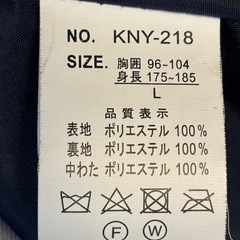 NO. KNY-218
SIZE. 胸囲 96~104
身長 175~185
L
品質表示
表地 ポリエステル 100%
裏地 ポリエステル 100%
中わた ポリエステル 100%
F W